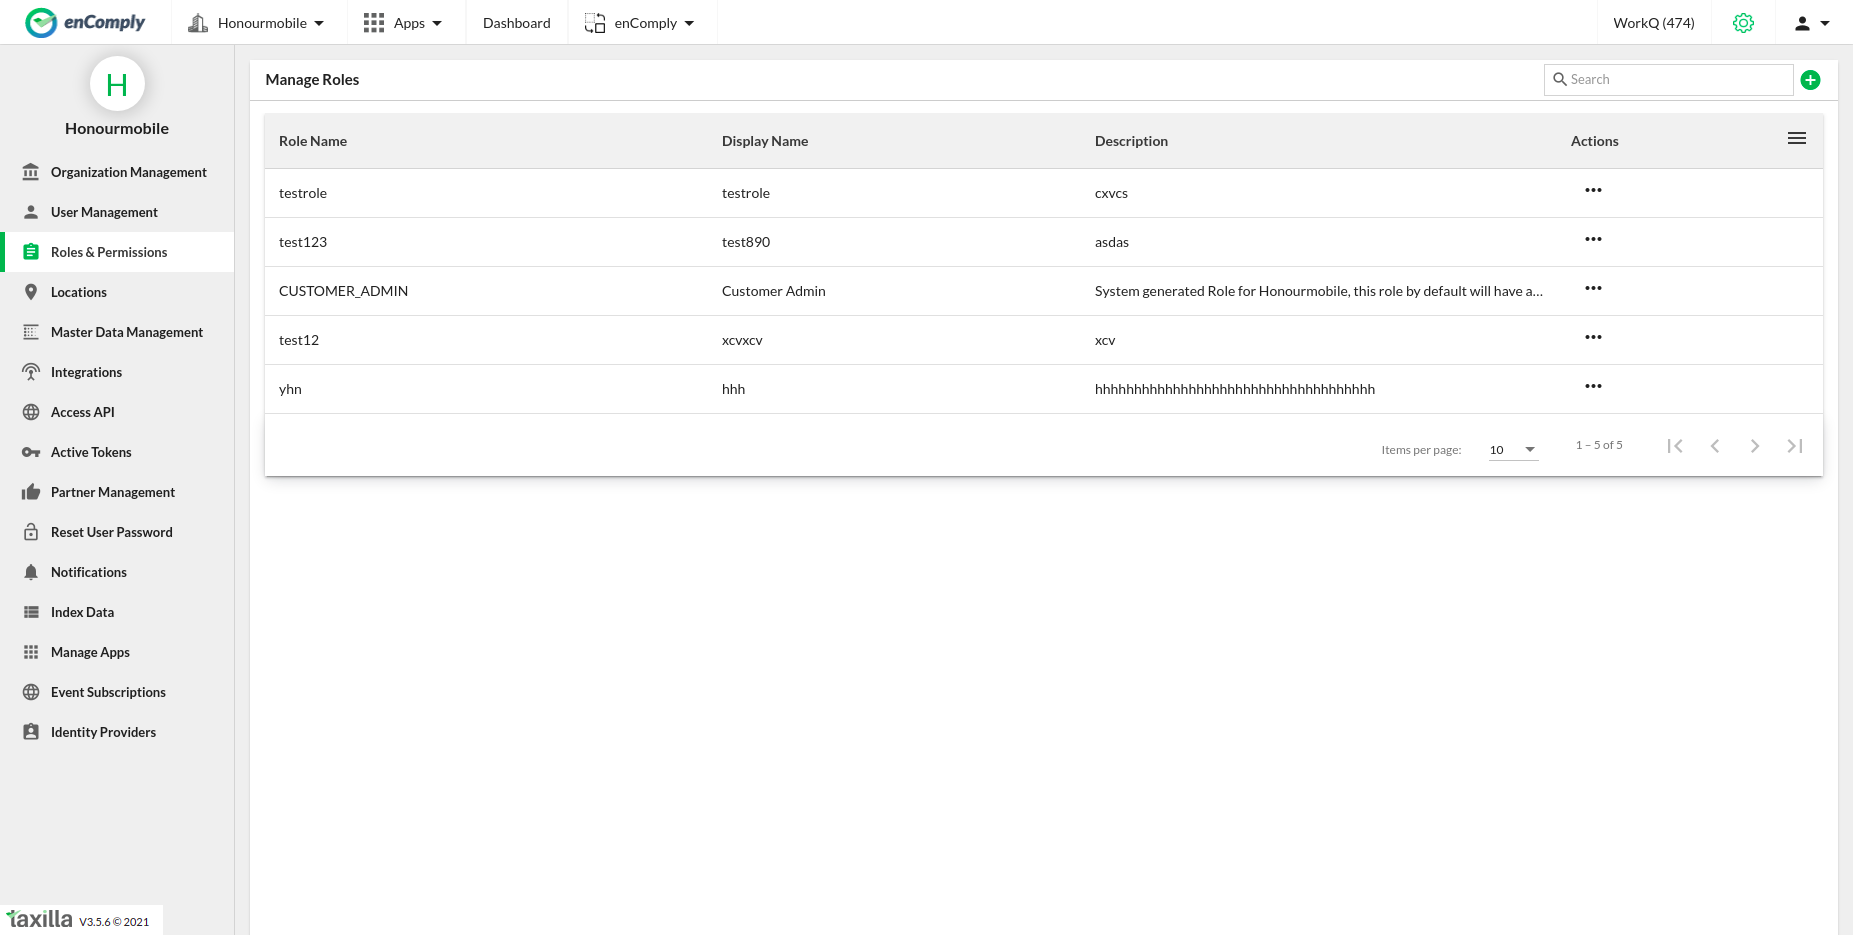 enComply
Honourmobile
Apps
Dashboard
enComply
WorkQ (474)
H
Honourmobile
Organization Management
User Management
Roles & Permissions
Locations
Master Data Management
Integrations
Access API
Active Tokens
Partner Management
Reset User Password
Notifications
Index Data
Manage Apps
Event Subscriptions
Identity Providers
taxilla V3.5.6 © 2021
Manage Roles
Search
Role Name Display Name Description Actions
testrole testrole cxvcs
test123 test890 asdas
CUSTOMER_ADMIN Customer Admin System generated Role for Honourmobile, this role by default will have a...
test12 xcvxcv xcv
yhn hhh hhhhhhhhhhhhhhhhhhhhhhhhhhhhhhhhhhhh
Items per page: 10 1 – 5 of 5